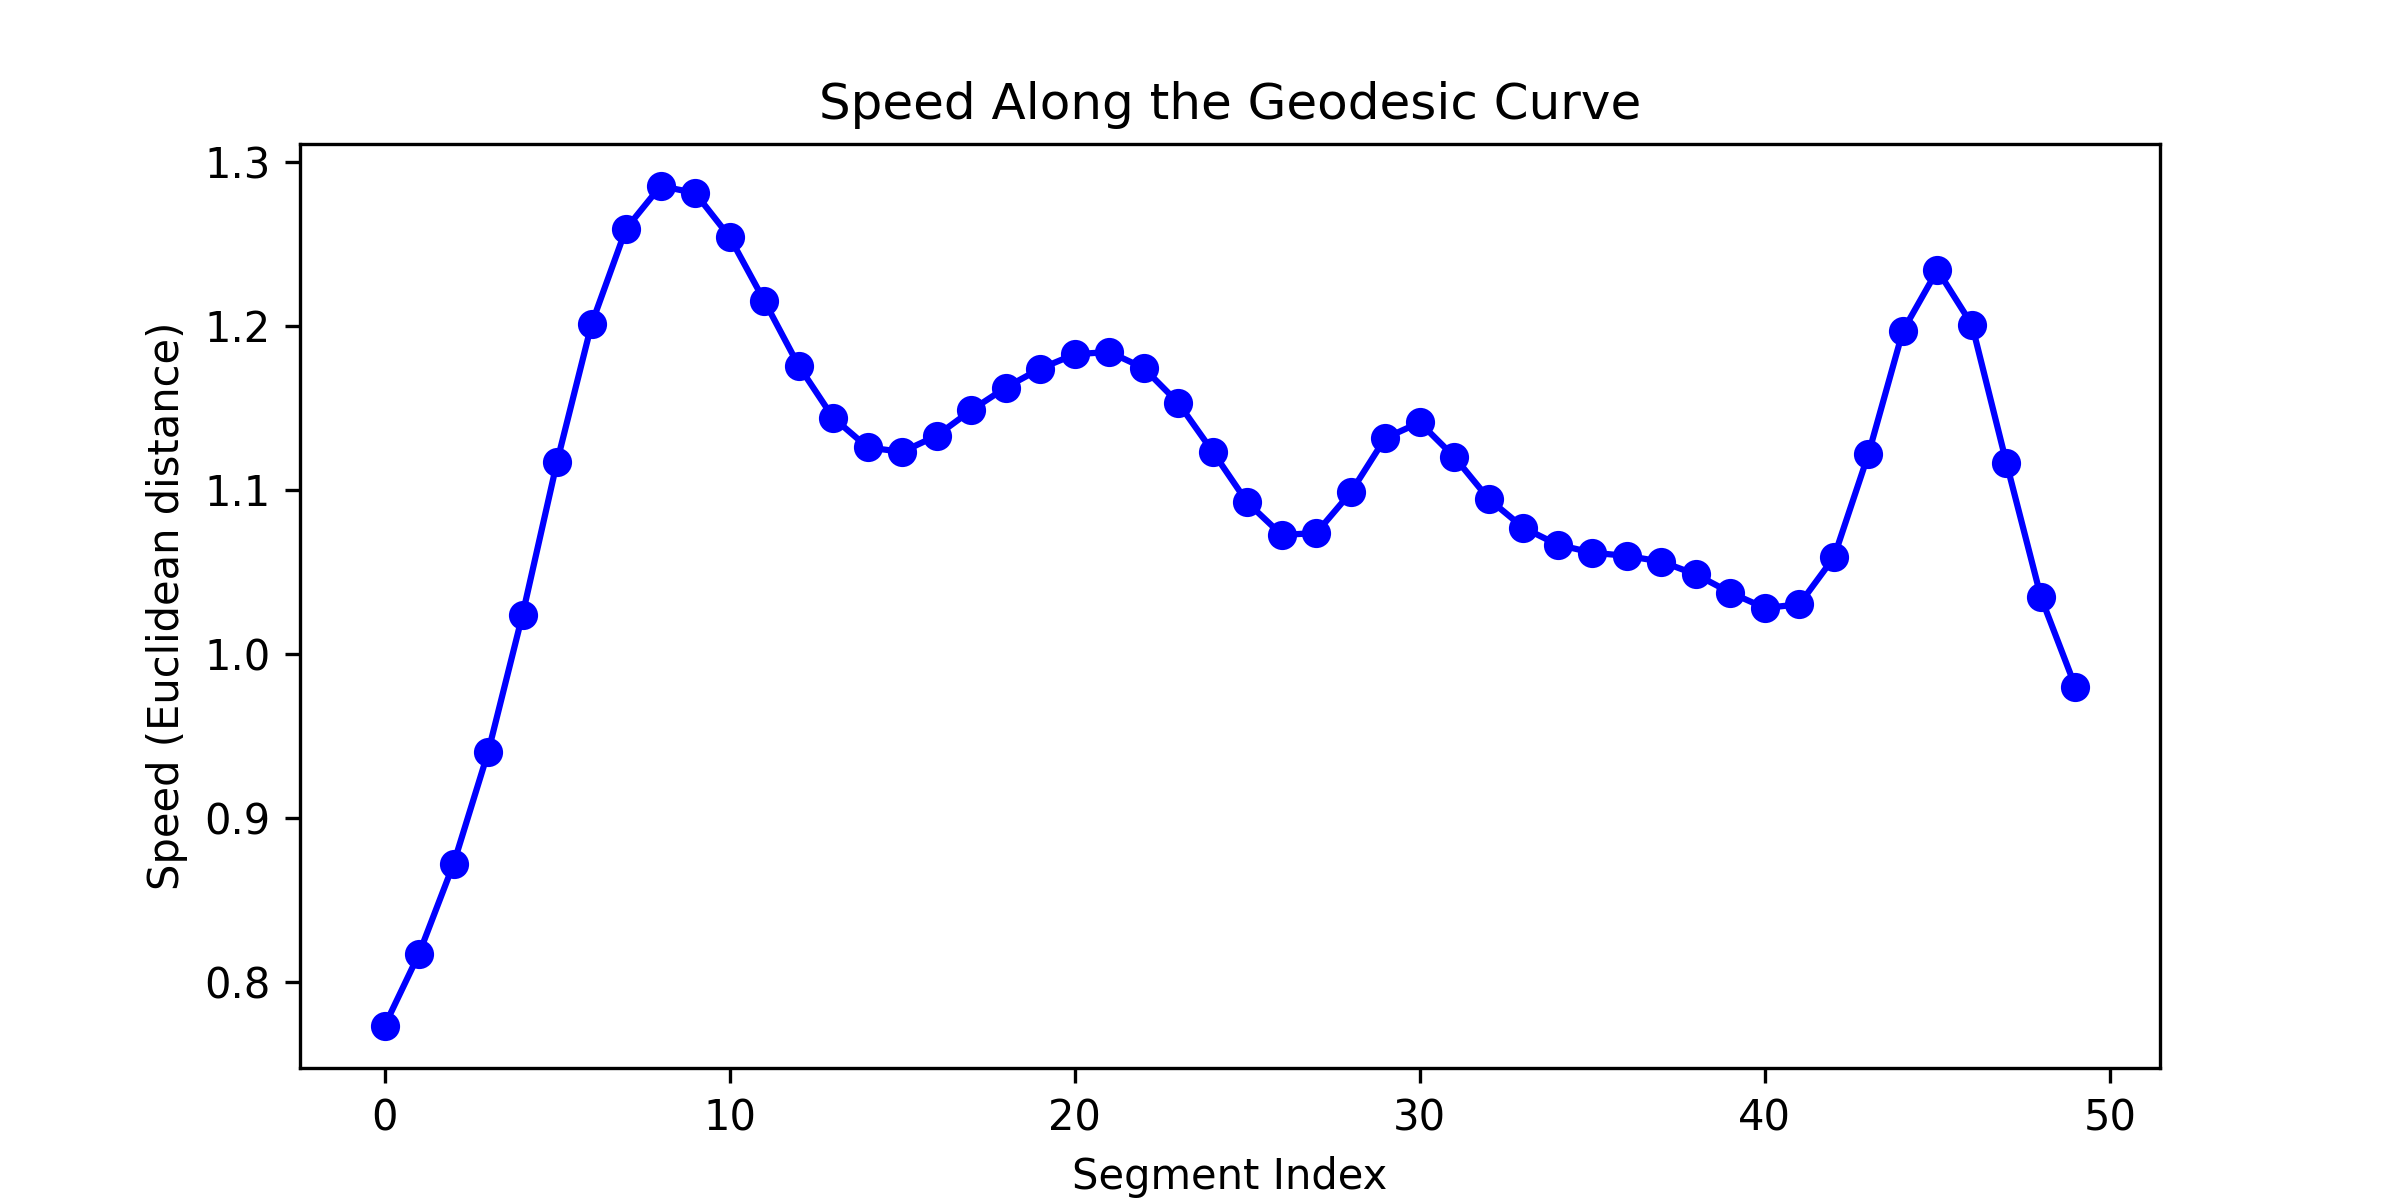 Speed Along the Geodesic Curve
Speed (Euclidean distance)
1.3
1.2
1.1
1.0
0.9
0.8
0 10 20 30 40 50
Segment Index